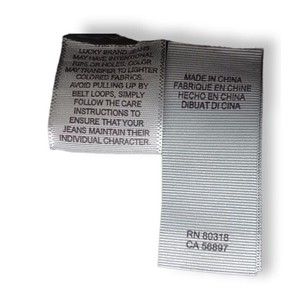 LUCKY BRAND JEANS
MAY HAVE INTENTIONAL
RIPS OR HOLES. COLOR
MAY TRANSFER TO LIGHTER
COLORED FABRICS.
AVOID PULLING UP BY
BELT LOOPS, SIMPLY
FOLLOW THE CARE
INSTRUCTIONS TO
ENSURE THAT YOUR
JEANS MAINTAIN THEIR
INDIVIDUAL CHARACTER.
MADE IN CHINA
FABRIQUE EN CHINE
HECHO EN CHINA
DIBUAT DI CINA
RN 80318
CA 56897